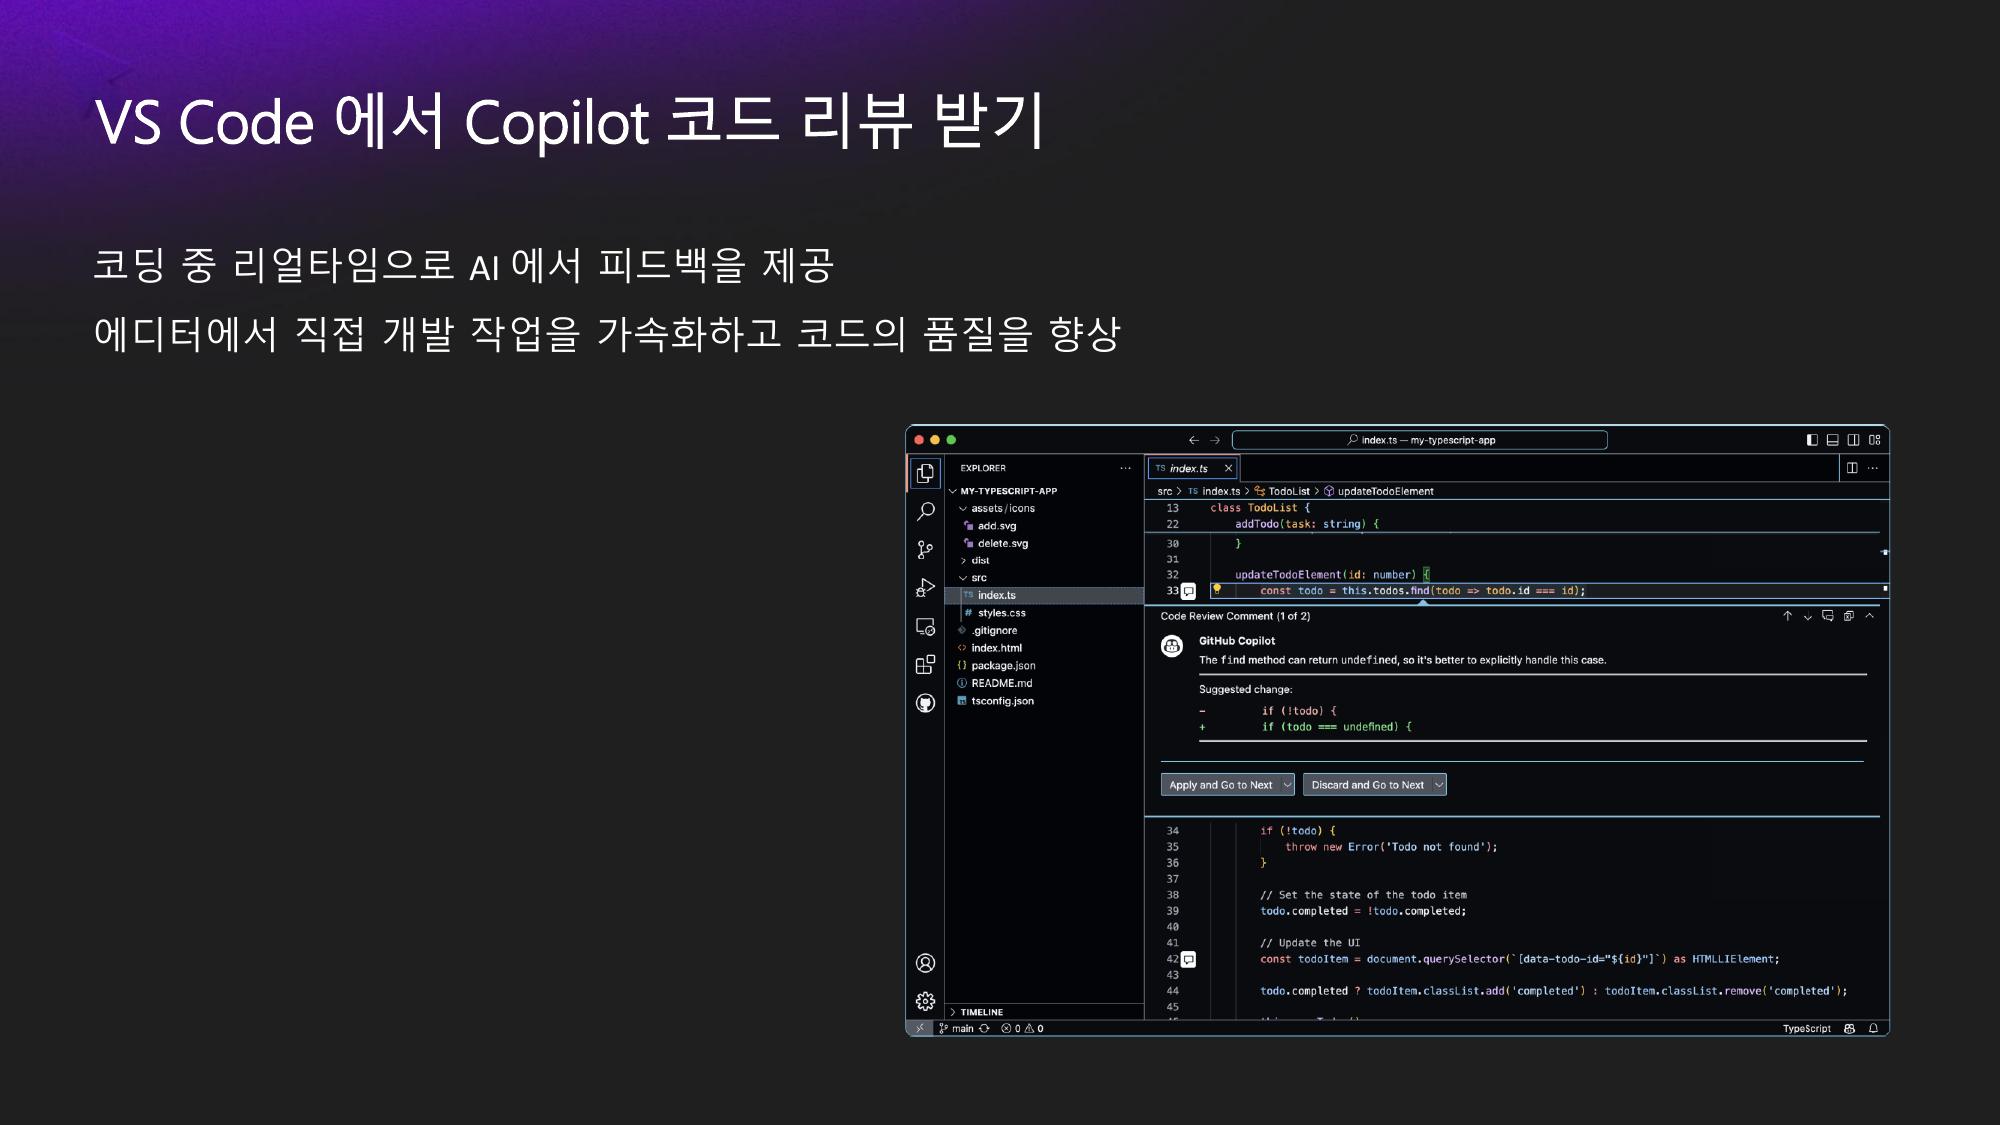 VS Code 에서 Copilot 코드 리뷰 받기
코딩 중 리얼타임으로 AI 에서 피드백을 제공
에디터에서 직접 개발 작업을 가속화하고 코드의 품질을 향상
index.ts — my-typescript-app
EXPLORER
MY-TYPESCRIPT-APP
assets/icons
add.svg
delete.svg
dist
src
TS index.ts
# styles.css
.gitignore
<> index.html
{} package.json
README.md
tsconfig.json
TIMELINE
TS index.ts
src > TS index.ts > TodoList > updateTodoElement
13 class TodoList {
22 addTodo(task: string) {
30 }
31
32 updateTodoElement(id: number) {
33 const todo = this.todos.find(todo => todo.id === id);
Code Review Comment (1 of 2)
GitHub Copilot
The find method can return undefined, so it's better to explicitly handle this case.
Suggested change:
- if (!todo) {
+ if (todo === undefined) {
Apply and Go to Next
Discard and Go to Next
34 if (!todo) {
35 throw new Error('Todo not found');
36 }
37
38 // Set the state of the todo item
39 todo.completed = !todo.completed;
40
41 // Update the UI
42 const todoItem = document.querySelector(`[data-todo-id="${id}"]`) as HTMLLIElement;
43
44 todo.completed ? todoItem.classList.add('completed') : todoItem.classList.remove('completed');
45
main 0 0 TypeScript